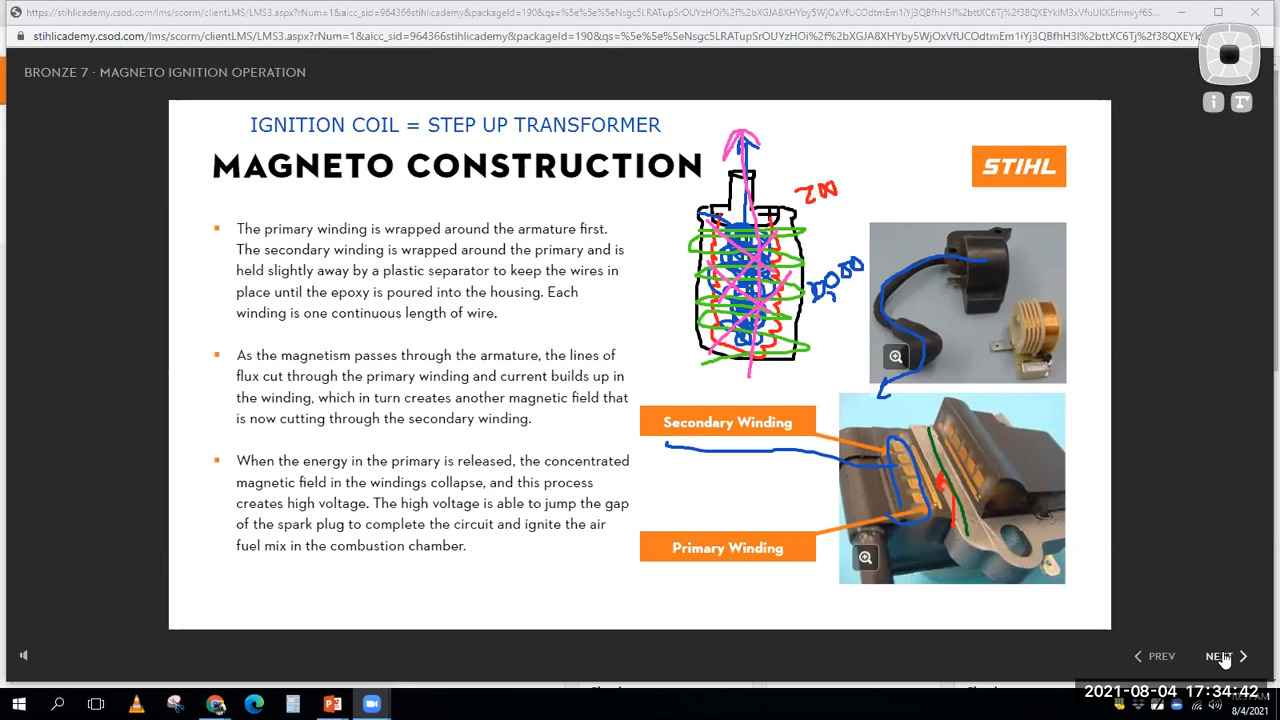 stihlacademy.csod.com/lms/scorm/clientLMS/LMS3.aspx?rNum=1&aicc_sid=964366stihlacademy&packageId=190&qs=
BRONZE 7 - MAGNETO IGNITION OPERATION
IGNITION COIL = STEP UP TRANSFORMER
MAGNETO CONSTRUCTION
STIHL
200
The primary winding is wrapped around the armature first.
The secondary winding is wrapped around the primary and is
held slightly away by a plastic separator to keep the wires in
place until the epoxy is poured into the housing. Each
winding is one continuous length of wire.
As the magnetism passes through the armature, the lines of
flux cut through the primary winding and current builds up in
the winding, which in turn creates another magnetic field that
is now cutting through the secondary winding.
When the energy in the primary is released, the concentrated
magnetic field in the windings collapse, and this process
creates high voltage. The high voltage is able to jump the gap
of the spark plug to complete the circuit and ignite the air
fuel mix in the combustion chamber.
Secondary Winding
Primary Winding
PREV
NEXT
2021-08-04 17:34:42
8/4/2021